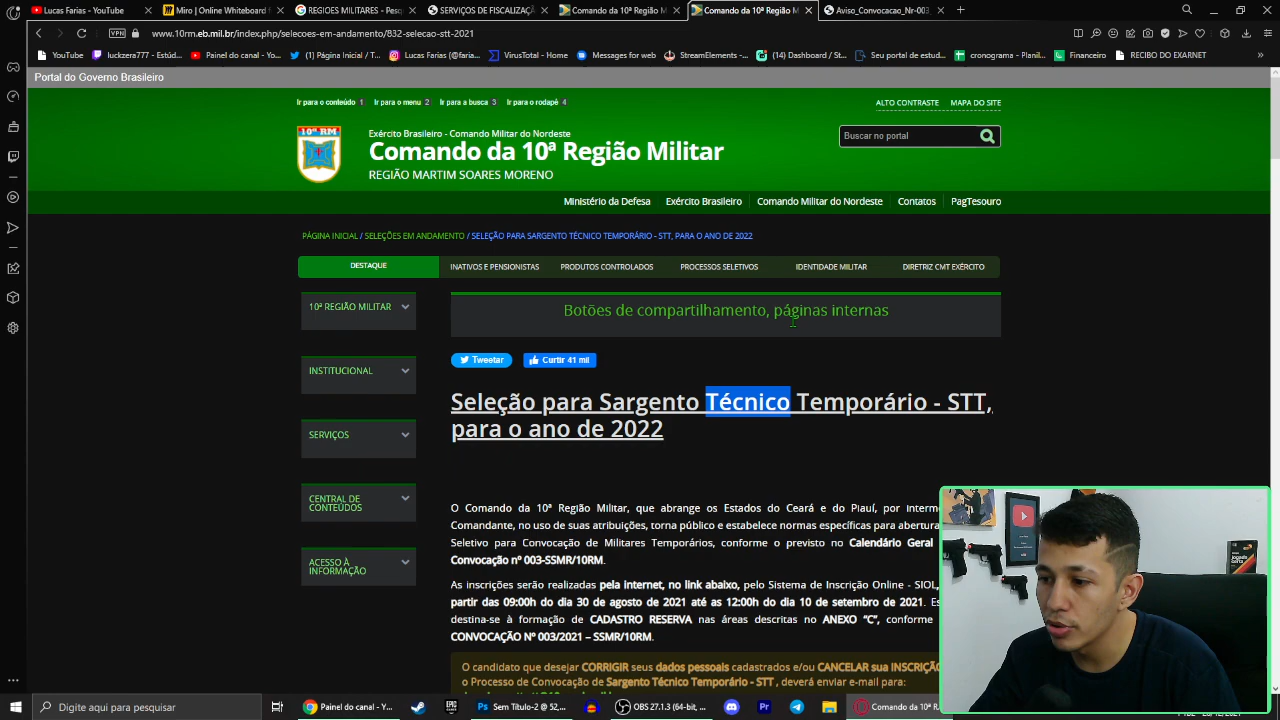 Lucas Farias - YouTube
Miro | Online Whiteboard f
REGIOES MILITARES - Pesq
SERVIÇOS DE FISCALIZAÇÃ
Comando da 10ª Região M
Comando da 10ª Região M
Aviso_Convocacao_Nr-003
VPN
www.10rm.eb.mil.br/index.php/selecoes-em-andamento/832-selecao-stt-2021
YouTube
luckzera77 - Estúd...
Painel do canal - Yo...
(1) Página Inicial / T...
Lucas Farias (@faria...
VirusTotal - Home
Messages for web
StreamElements - ...
(14) Dashboard / St...
Seu portal de estud...
cronograma - Planil...
Financeiro
RECIBO DO EXARNET
Portal do Governo Brasileiro
Ir para o conteúdo 1 Ir para o menu 2 Ir para a busca 3 Ir para o rodapé 4
ALTO CONTRASTE MAPA DO SITE
10ª RM
Exército Brasileiro - Comando Militar do Nordeste
Comando da 10ª Região Militar
REGIÃO MARTIM SOARES MORENO
Buscar no portal
Ministério da Defesa Exército Brasileiro Comando Militar do Nordeste Contatos PagTesouro
PÁGINA INICIAL / SELEÇÕES EM ANDAMENTO / SELEÇÃO PARA SARGENTO TÉCNICO TEMPORÁRIO - STT, PARA O ANO DE 2022
DESTAQUE INATIVOS E PENSIONISTAS PRODUTOS CONTROLADOS PROCESSOS SELETIVOS IDENTIDADE MILITAR DIRETRIZ CMT EXÉRCITO
10ª REGIÃO MILITAR
INSTITUCIONAL
SERVIÇOS
CENTRAL DE
CONTEÚDOS
ACESSO À
INFORMAÇÃO
Botões de compartilhamento, páginas internas
Tweetar
Curtir 41 mil
Seleção para Sargento Técnico Temporário - STT,
para o ano de 2022
O Comando da 10ª Região Militar, que abrange os Estados do Ceará e do Piauí, por interm
Comandante, no uso de suas atribuições, torna público e estabelece normas específicas para abertura
Seletivo para Convocação de Militares Temporários, conforme o previsto no Calendário Geral
Convocação nº 003-SSMR/10RM.
As inscrições serão realizadas pela internet, no link abaixo, pelo Sistema de Inscrição Online - SIOL,
partir das 09:00h do dia 30 de agosto de 2021 até as 12:00h do dia 10 de setembro de 2021. Es
destina-se à formação de CADASTRO RESERVA nas áreas descritas no ANEXO “C”, conforme
CONVOCAÇÃO Nº 003/2021 – SSMR/10RM.
O candidato que desejar CORRIGIR seus dados pessoais cadastrados e/ou CANCELAR sua INSCRIÇÃO
o Processo de Convocação de Sargento Técnico Temporário - STT , deverá enviar e-mail para:
Digite aqui para pesquisar
Painel do canal - Y...
Sem Título-2 @ 52,...
OBS 27.1.3 (64-bit, ...
Comando da 10ª R...